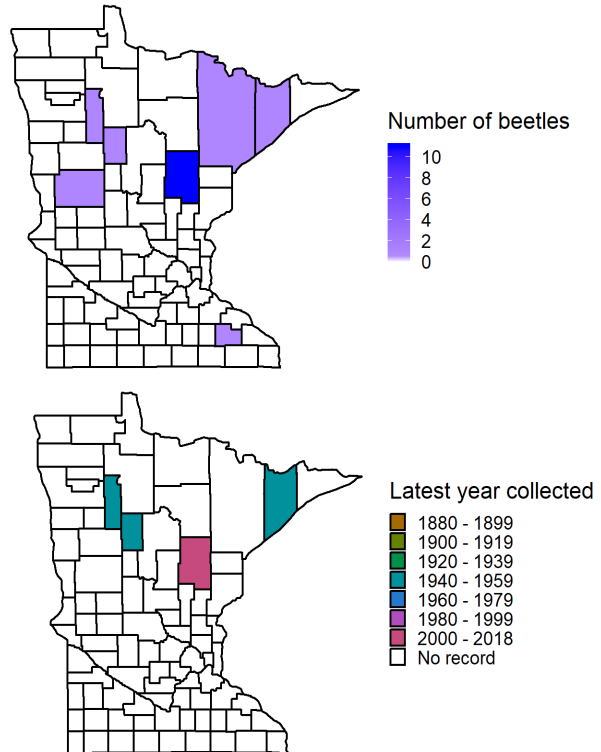 Number of beetles
10
8
6
4
2
0
Latest year collected
1880 - 1899
1900 - 1919
1920 - 1939
1940 - 1959
1960 - 1979
1980 - 1999
2000 - 2018
No record